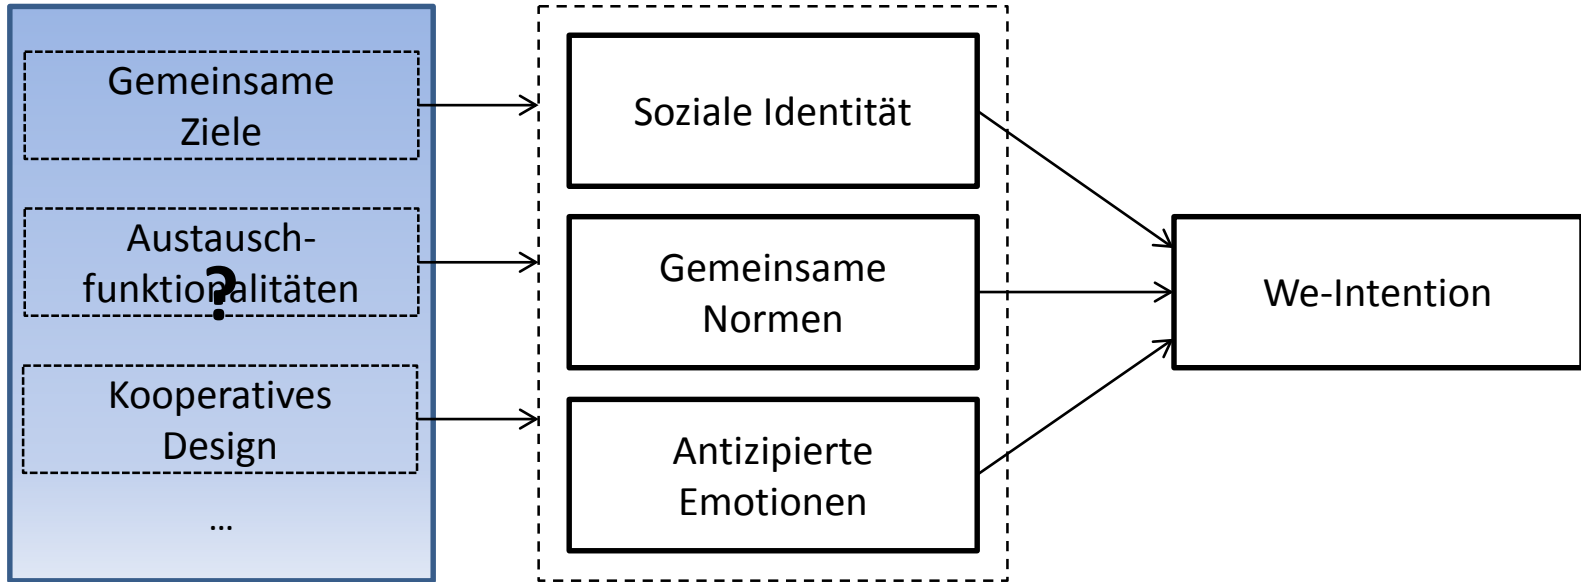 Gemeinsame
Ziele
Austausch-
funktionalitäten
?
Kooperatives
Design
...
Soziale Identität
Gemeinsame
Normen
Antizipierte
Emotionen
We-Intention